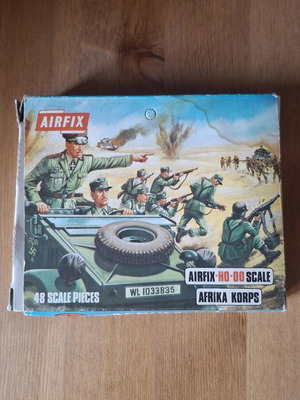 AIRFIX
AIRFIX-HO-OO SCALE
48 SCALE PIECES
WL 1033835
AFRIKA KORPS